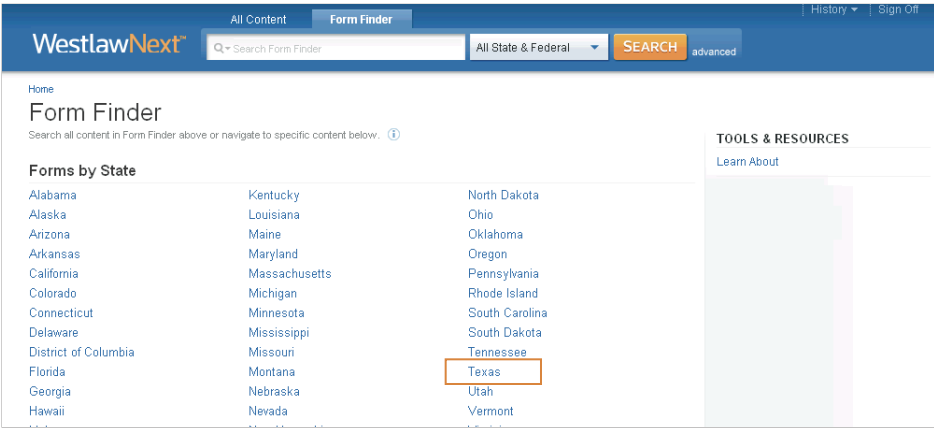 All Content Form Finder History Sign Off
WestlawNext™ Search Form Finder All State & Federal SEARCH advanced
Home
Form Finder
Search all content in Form Finder above or navigate to specific content below.
TOOLS & RESOURCES
Learn About
Forms by State
Alabama Kentucky North Dakota
Alaska Louisiana Ohio
Arizona Maine Oklahoma
Arkansas Maryland Oregon
California Massachusetts Pennsylvania
Colorado Michigan Rhode Island
Connecticut Minnesota South Carolina
Delaware Mississippi South Dakota
District of Columbia Missouri Tennessee
Florida Montana Texas
Georgia Nebraska Utah
Hawaii Nevada Vermont